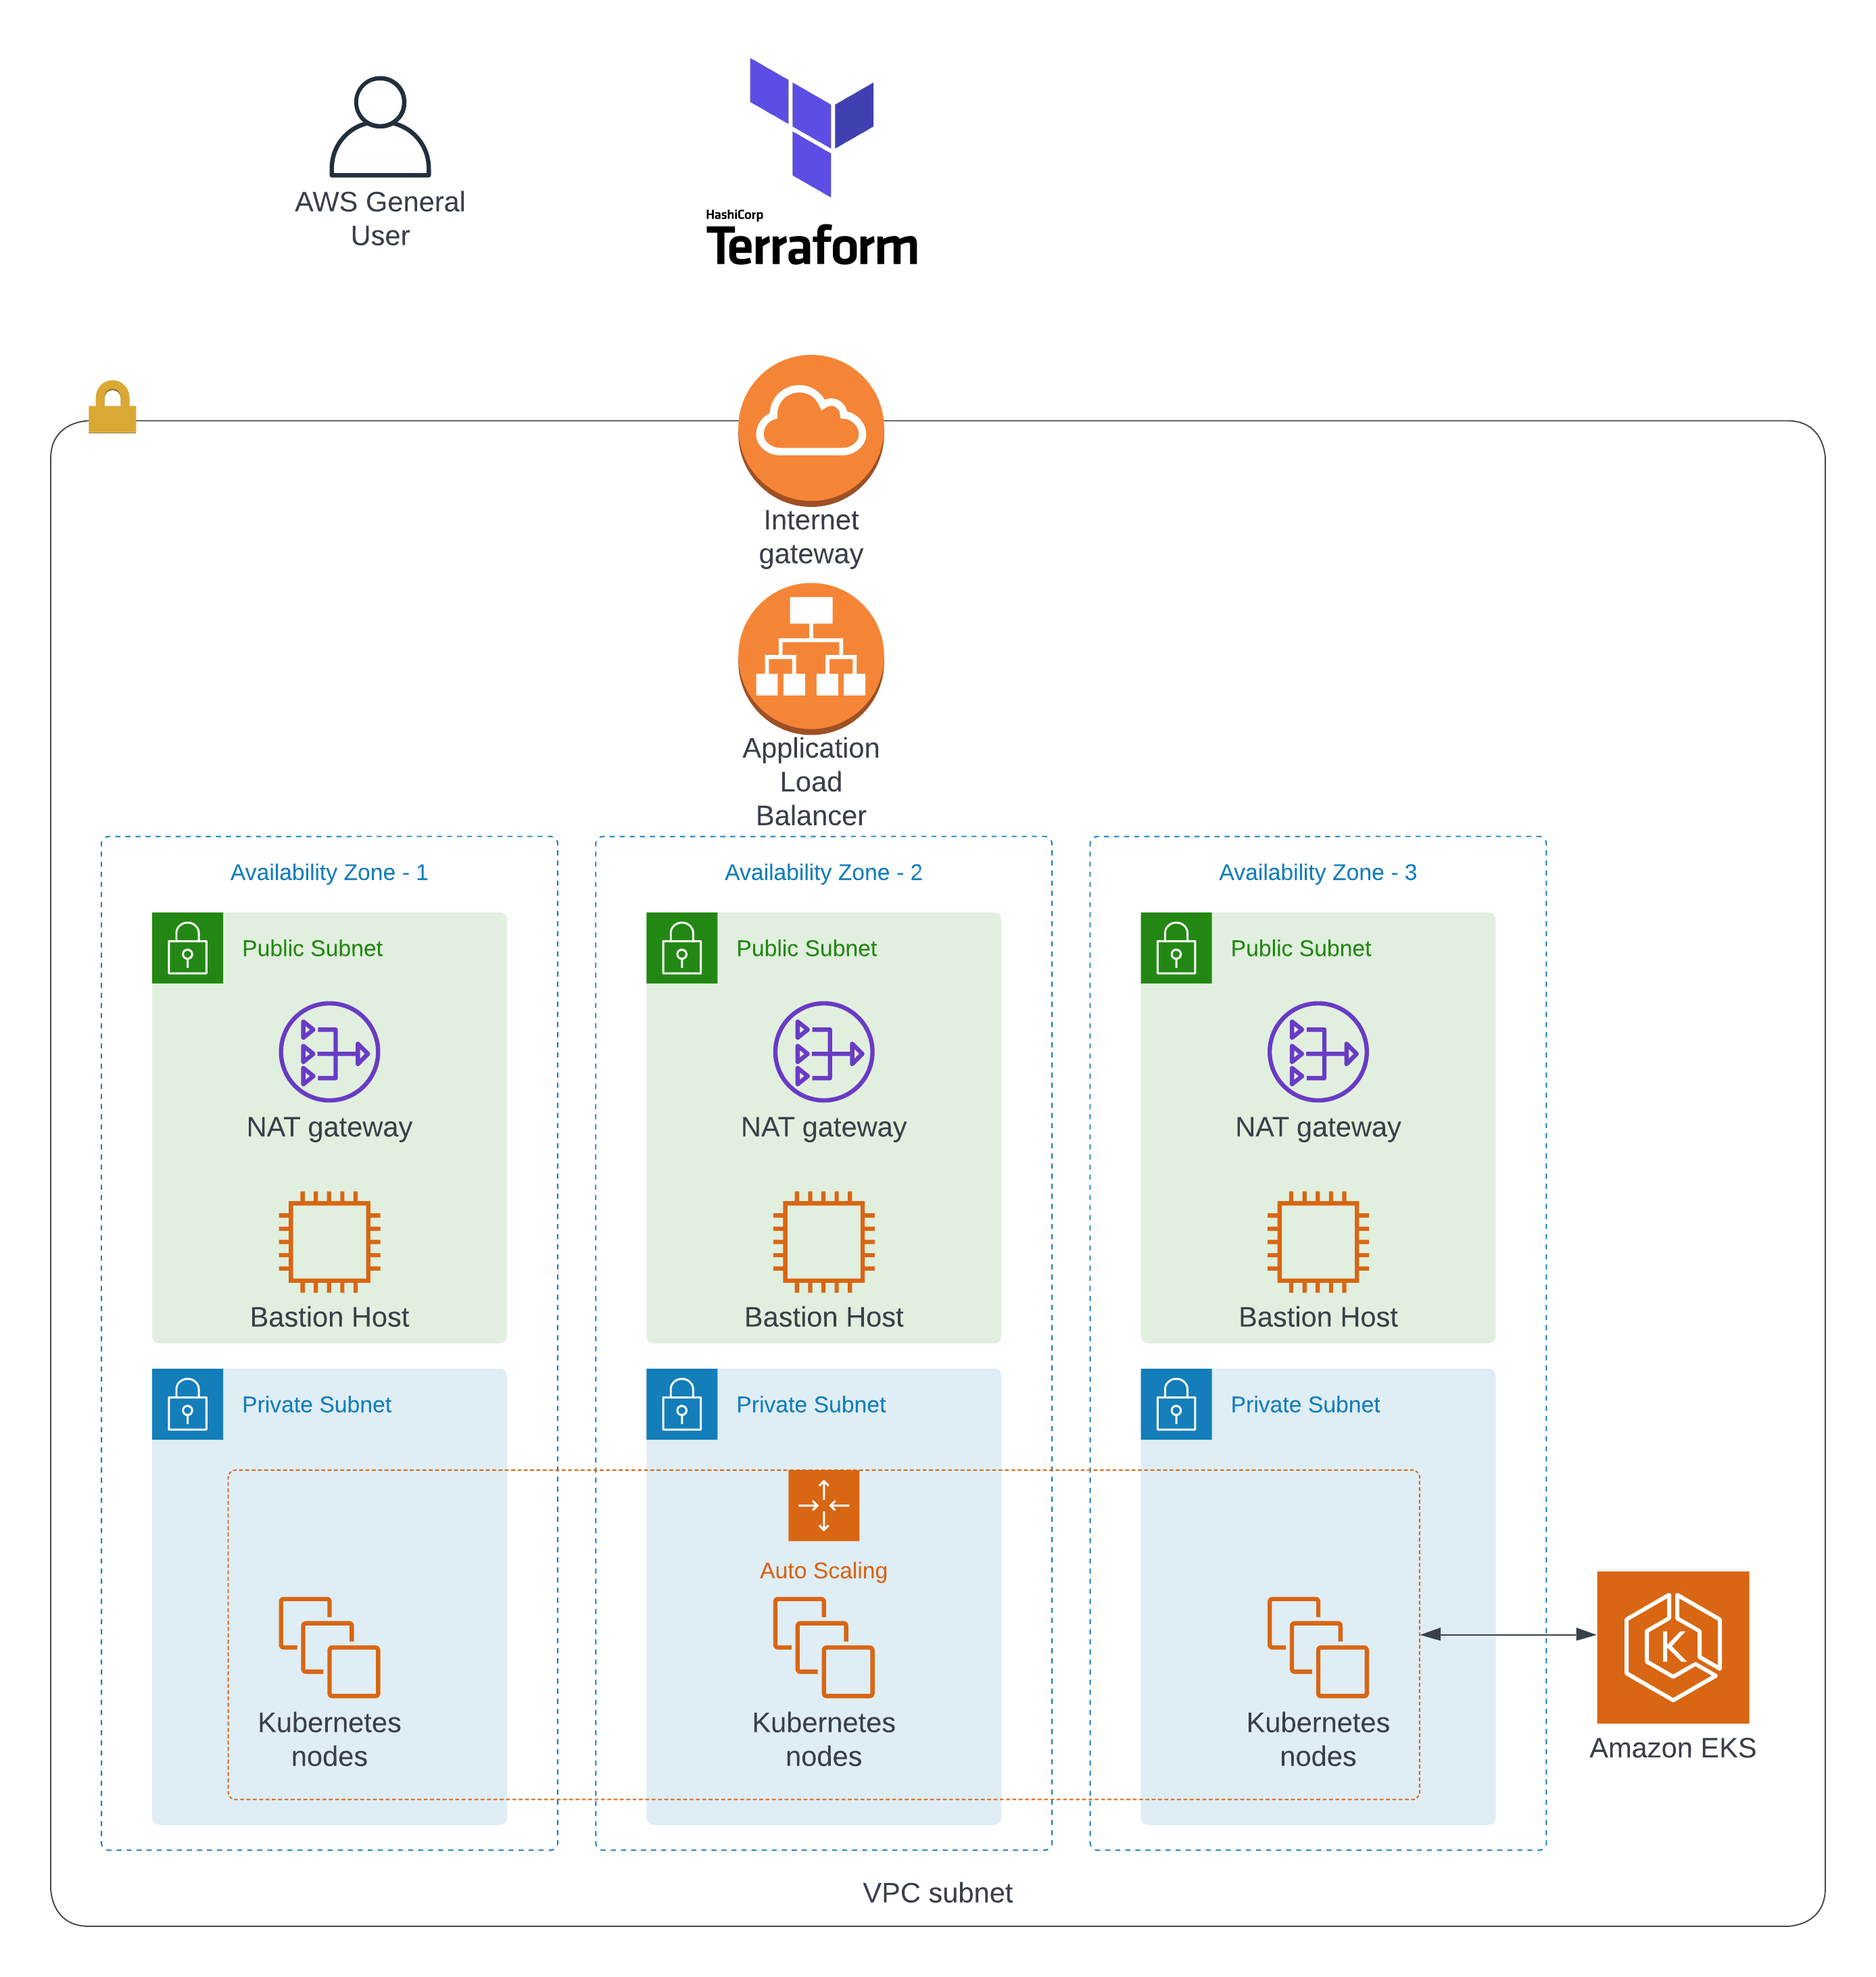 AWS General
User
HashiCorp
Terraform
Internet
gateway
Application
Load
Balancer
Availability Zone - 1
Availability Zone - 2
Availability Zone - 3
Public Subnet
Public Subnet
Public Subnet
NAT gateway
NAT gateway
NAT gateway
Bastion Host
Bastion Host
Bastion Host
Private Subnet
Private Subnet
Private Subnet
Auto Scaling
Kubernetes
nodes
Kubernetes
nodes
Kubernetes
nodes
K
Amazon EKS
VPC subnet